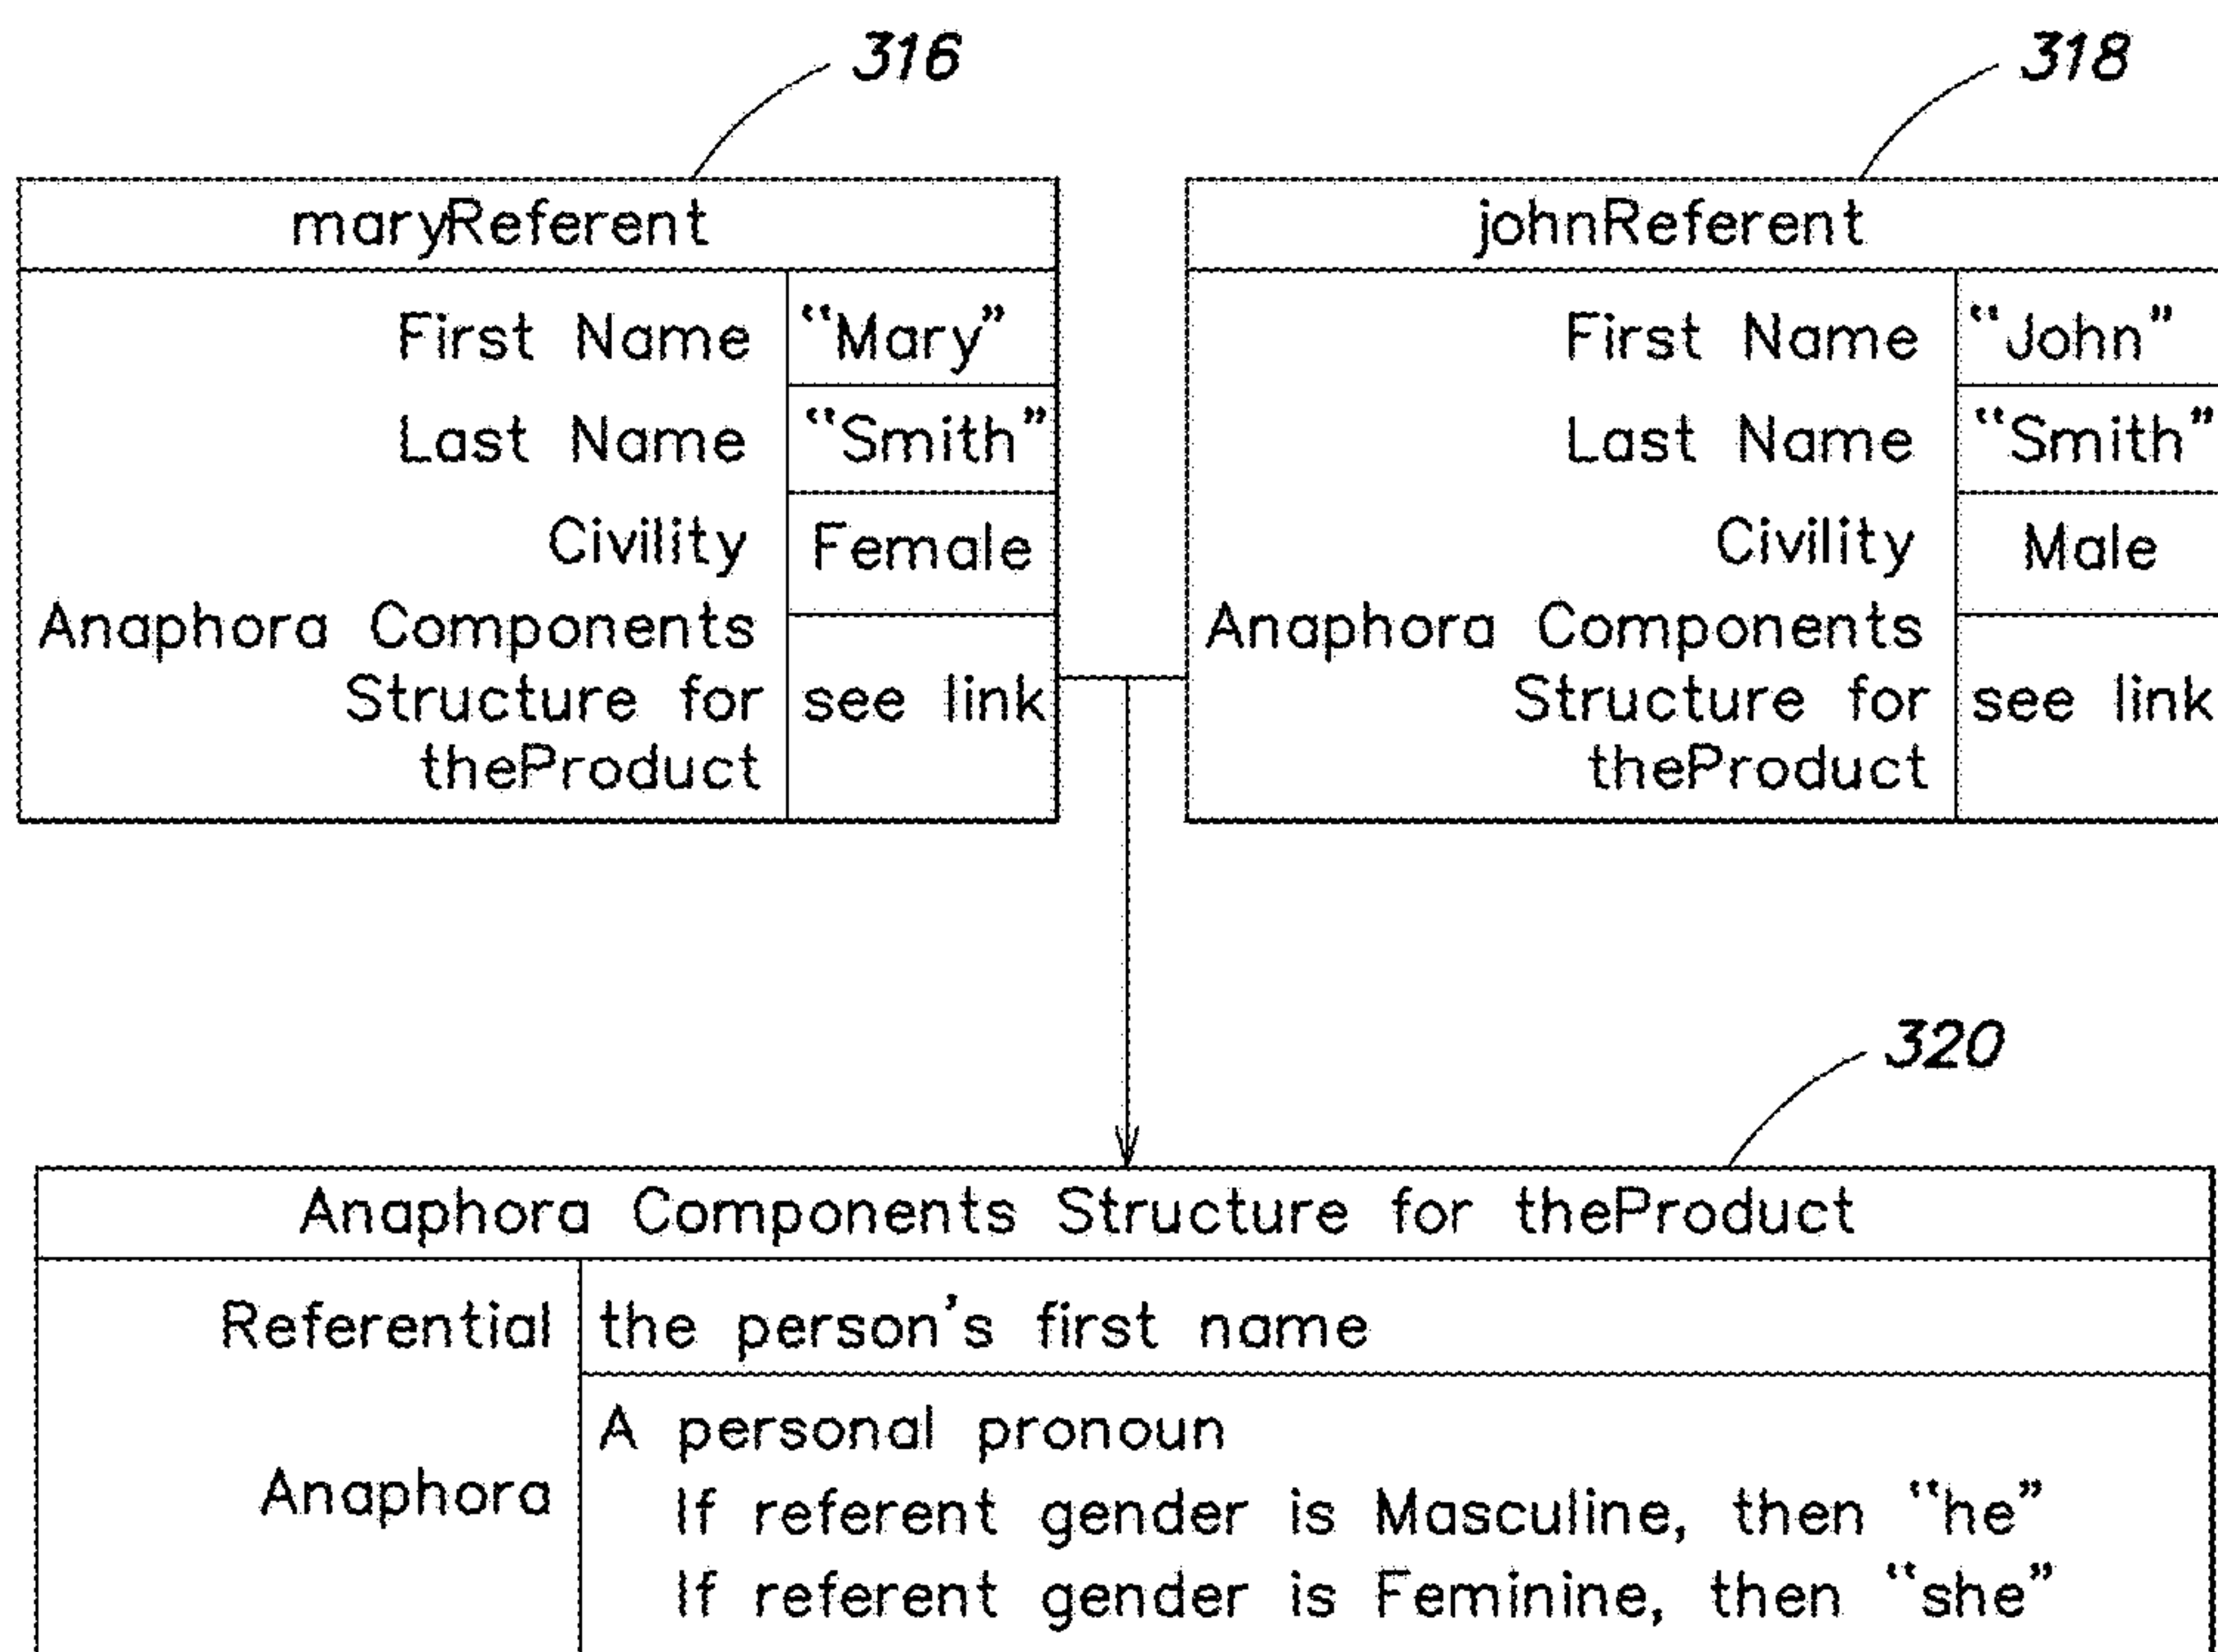 316
maryReferent
First Name “Mary”
Last Name “Smith”
Civility Female
Anaphora Components
Structure for see link
theProduct
318
johnReferent
First Name “John”
Last Name “Smith”
Civility Male
Anaphora Components
Structure for see link
theProduct
320
Anaphora Components Structure for theProduct
Referential the person’s first name
Anaphora
A personal pronoun
If referent gender is Masculine, then “he”
If referent gender is Feminine, then “she”